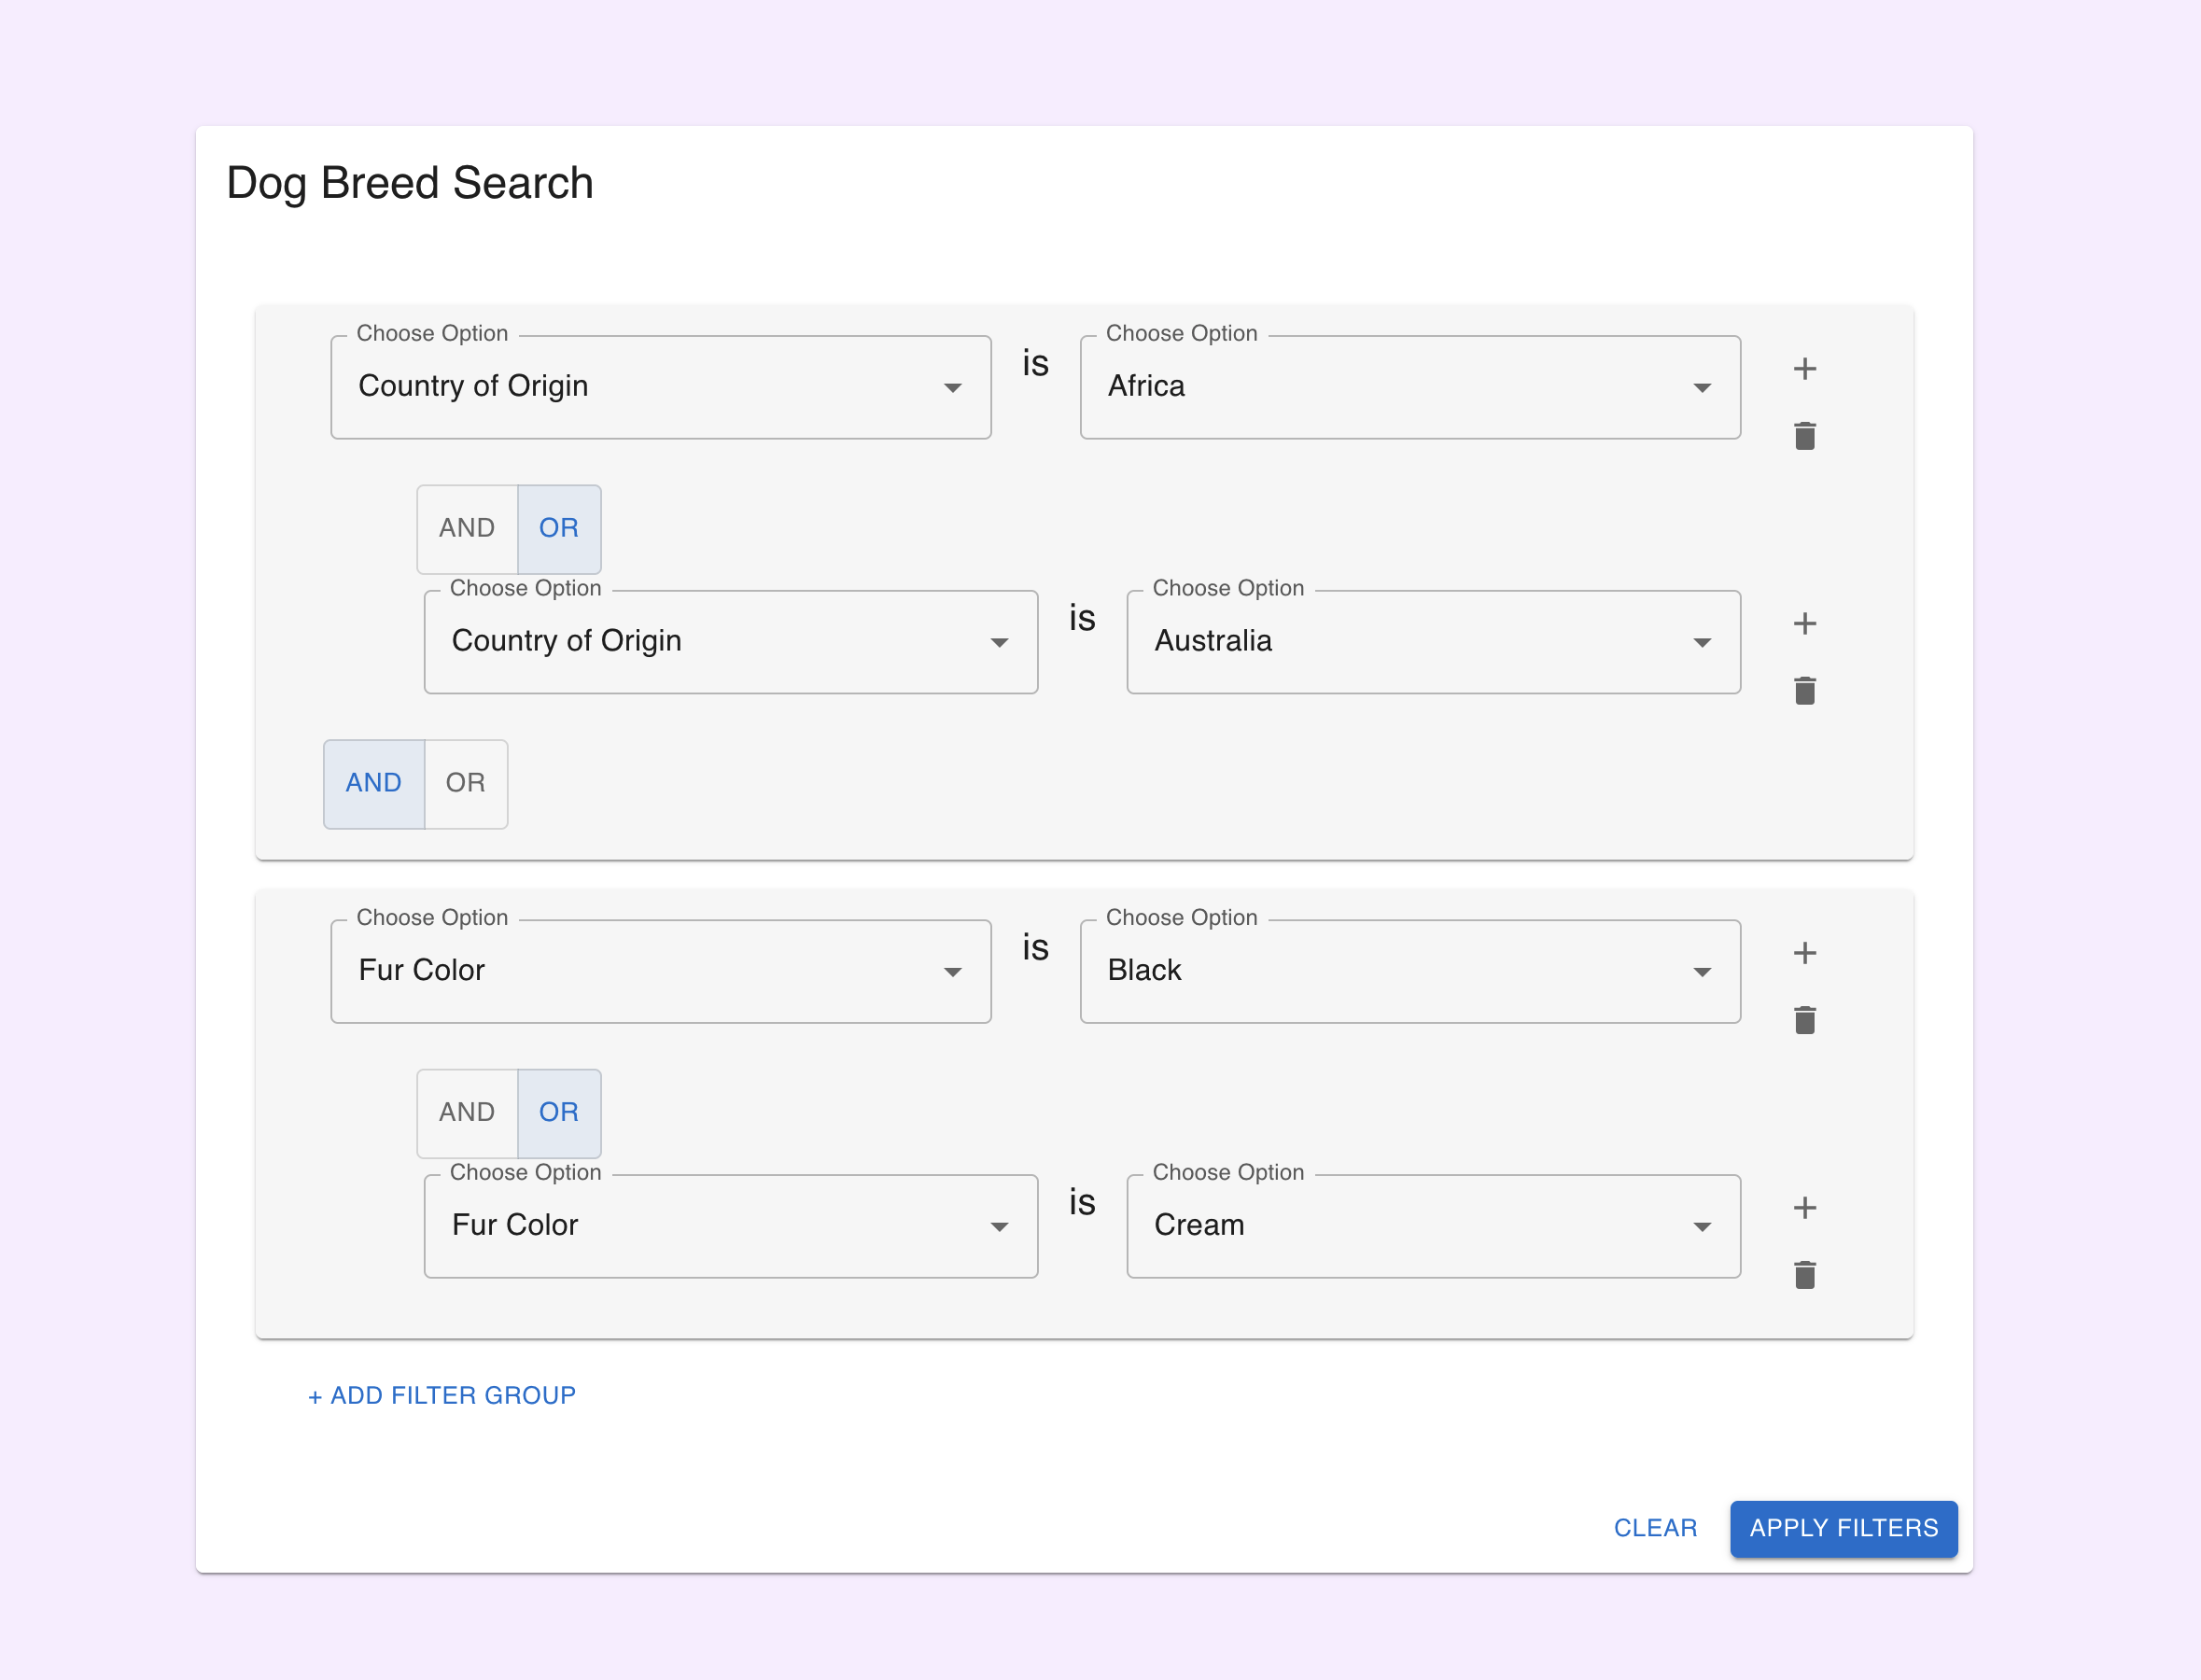 Dog Breed Search
Choose Option Choose Option
Country of Origin is Africa +
AND OR
Choose Option Choose Option
Country of Origin is Australia +
AND OR
Choose Option Choose Option
Fur Color is Black +
AND OR
Choose Option Choose Option
Fur Color is Cream +
+ ADD FILTER GROUP
CLEAR APPLY FILTERS